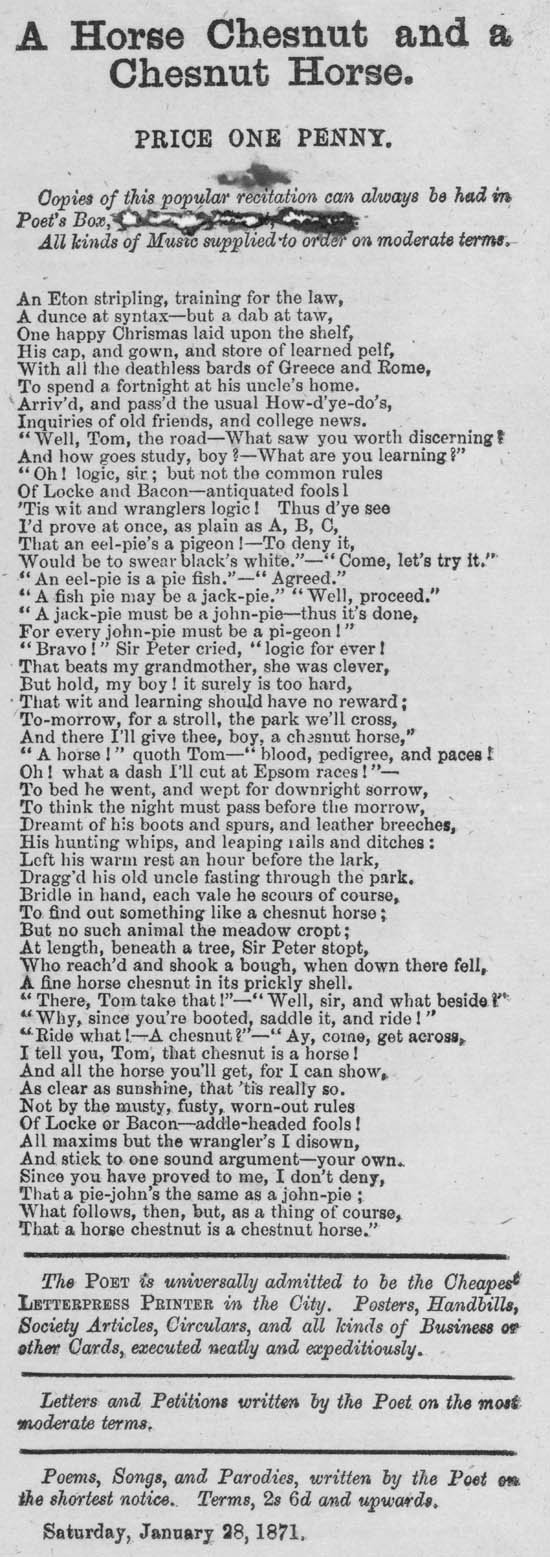 A Horse Chesnut and a
Chesnut Horse.
PRICE ONE PENNY.
Copies of this popular recitation can always be had in
Poet's Box,
All kinds of Music supplied to order on moderate terms.
An Eton stripling, training for the law,
A dunce at syntax—but a dab at taw,
One happy Chrismas laid upon the shelf,
His cap, and gown, and store of learned pelf,
With all the deathless bards of Greece and Rome,
To spend a fortnight at his uncle's home.
Arriv'd, and pass'd the usual How-d'ye-do's,
Inquiries of old friends, and college news.
"Well, Tom, the road—What saw you worth discerning?
And how goes study, boy?—What are you learning?"
"Oh! logic, sir; but not the common rules
Of Locke and Bacon—antiquated fools!
'Tis wit and wranglers logic! Thus d'ye see
I'd prove at once, as plain as A, B, C,
That an eel-pie's a pigeon!—To deny it,
Would be to swear black's white."—"Come, let's try it."
"An eel-pie is a pie fish."—"Agreed."
"A fish pie may be a jack-pie." "Well, proceed."
"A jack-pie must be a john-pie—thus it's done,
For every john-pie must be a pi-geon!"
"Bravo!" Sir Peter cried, "logic for ever!
That beats my grandmother, she was clever,
But hold, my boy! it surely is too hard,
That wit and learning should have no reward;
To-morrow, for a stroll, the park we'll cross,
And there I'll give thee, boy, a chesnut horse,"
"A horse!" quoth Tom—"blood, pedigree, and paces!
Oh! what a dash I'll cut at Epsom races!"—
To bed he went, and wept for downright sorrow,
To think the night must pass before the morrow,
Dreamt of his boots and spurs, and leather breeches,
His hunting whips, and leaping rails and ditches:
Left his warm rest an hour before the lark,
Dragg'd his old uncle fasting through the park.
Bridle in hand, each vale he scours of course,
To find out something like a chesnut horse;
But no such animal the meadow cropt;
At length, beneath a tree, Sir Peter stopt,
Who reach'd and shook a bough, when down there fell,
A fine horse chesnut in its prickly shell.
"There, Tom take that!"—"Well, sir, and what beside?"
"Why, since you're booted, saddle it, and ride!"
"Ride what!—A chesnut?"—"Ay, come, get across,
I tell you, Tom, that chesnut is a horse!
And all the horse you'll get, for I can show,
As clear as sunshine, that 'tis really so.
Not by the musty, fusty, worn-out rules
Of Locke or Bacon—addle-headed fools!
All maxims but the wrangler's I disown,
And stick to one sound argument—your own.
Since you have proved to me, I don't deny,
That a pie-john's the same as a john-pie;
What follows, then, but, as a thing of course,
That a horse chestnut is a chestnut horse."
The POET is universally admitted to be the Cheapest
LETTERPRESS PRINTER in the City. Posters, Handbills,
Society Articles, Circulars, and all kinds of Business or
other Cards, executed neatly and expeditiously.
Letters and Petitions written by the Poet on the most
moderate terms.
Poems, Songs, and Parodies, written by the Poet on
the shortest notice. Terms, 2s 6d and upwards.
Saturday, January 28, 1871.